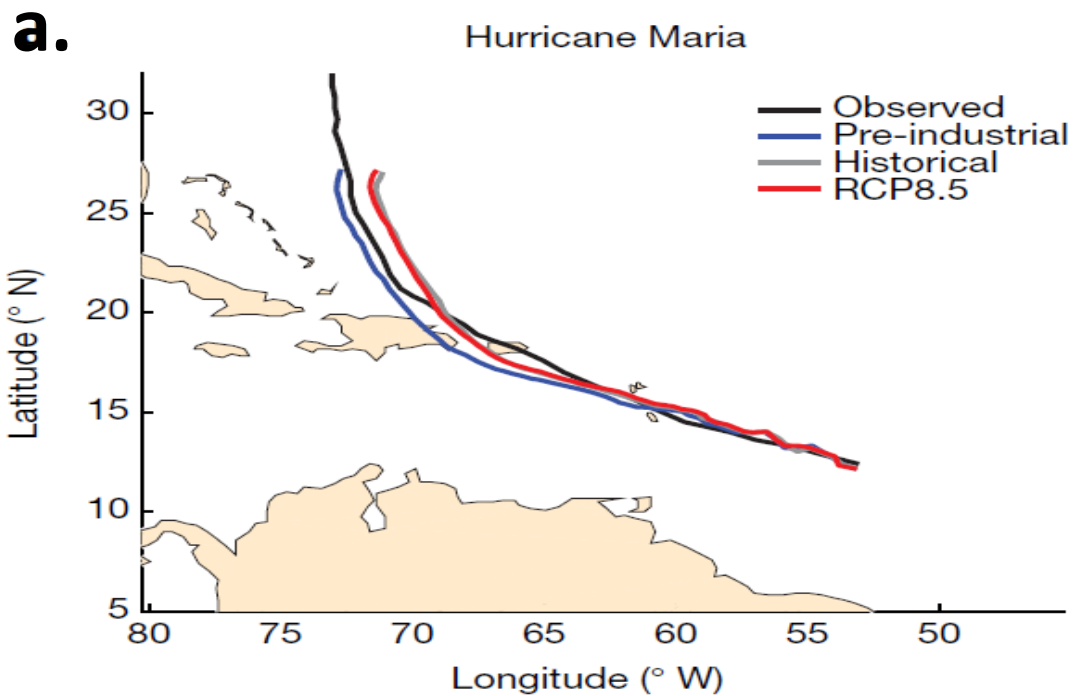 a.
Hurricane Maria
Observed
Pre-industrial
Historical
RCP8.5
30
25
20
15
10
5
Latitude (° N)
80 75 70 65 60 55 50
Longitude (° W)